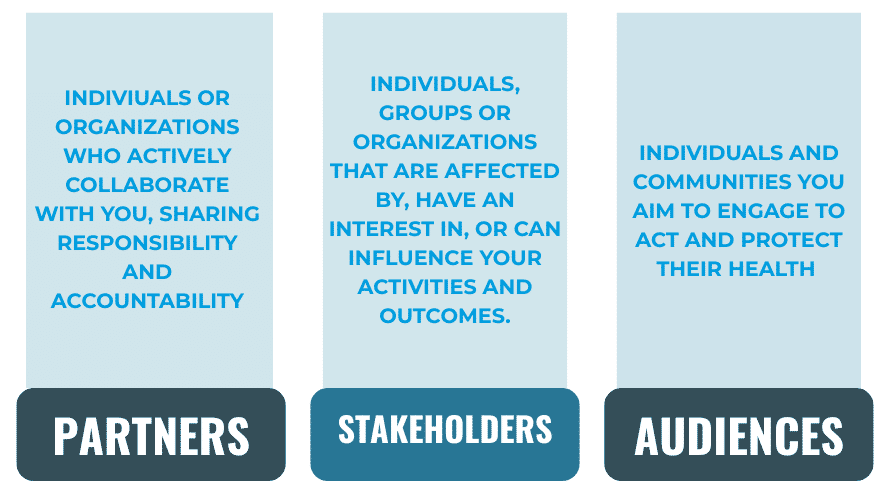 INDIVIUALS OR
ORGANIZATIONS
WHO ACTIVELY
COLLABORATE
WITH YOU, SHARING
RESPONSIBILITY
AND
ACCOUNTABILITY
PARTNERS
INDIVIDUALS,
GROUPS OR
ORGANIZATIONS
THAT ARE AFFECTED
BY, HAVE AN
INTEREST IN, OR CAN
INFLUENCE YOUR
ACTIVITIES AND
OUTCOMES.
STAKEHOLDERS
INDIVIDUALS AND
COMMUNITIES YOU
AIM TO ENGAGE TO
ACT AND PROTECT
THEIR HEALTH
AUDIENCES